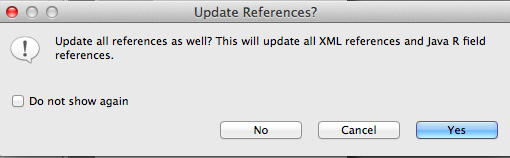 Update References?
Update all references as well? This will update all XML references and Java R field
references.
Do not show again
No
Cancel
Yes